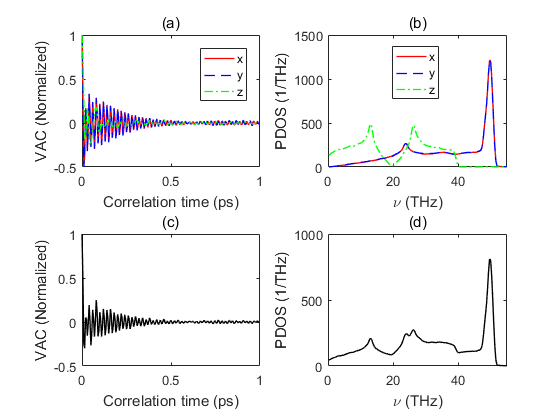 (a)
VAC (Normalized)
1
0.5
0
-0.5
x
y
z
0
0.5
1
Correlation time (ps)
(b)
PDOS (1/THz)
1500
1000
500
0
x
y
z
0
20
40
ν (THz)
(c)
VAC (Normalized)
1
0.5
0
-0.5
0
0.5
1
Correlation time (ps)
(d)
PDOS (1/THz)
1000
500
0
0
20
40
ν (THz)